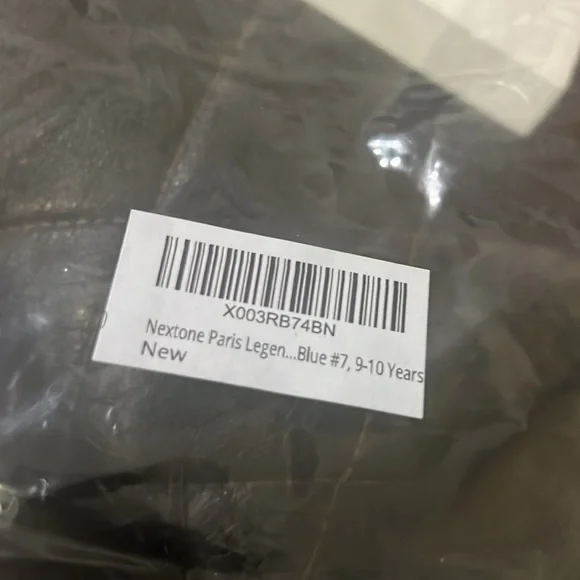 X003RB74BN
Nextone Paris Legen...Blue #7, 9-10 Years
New